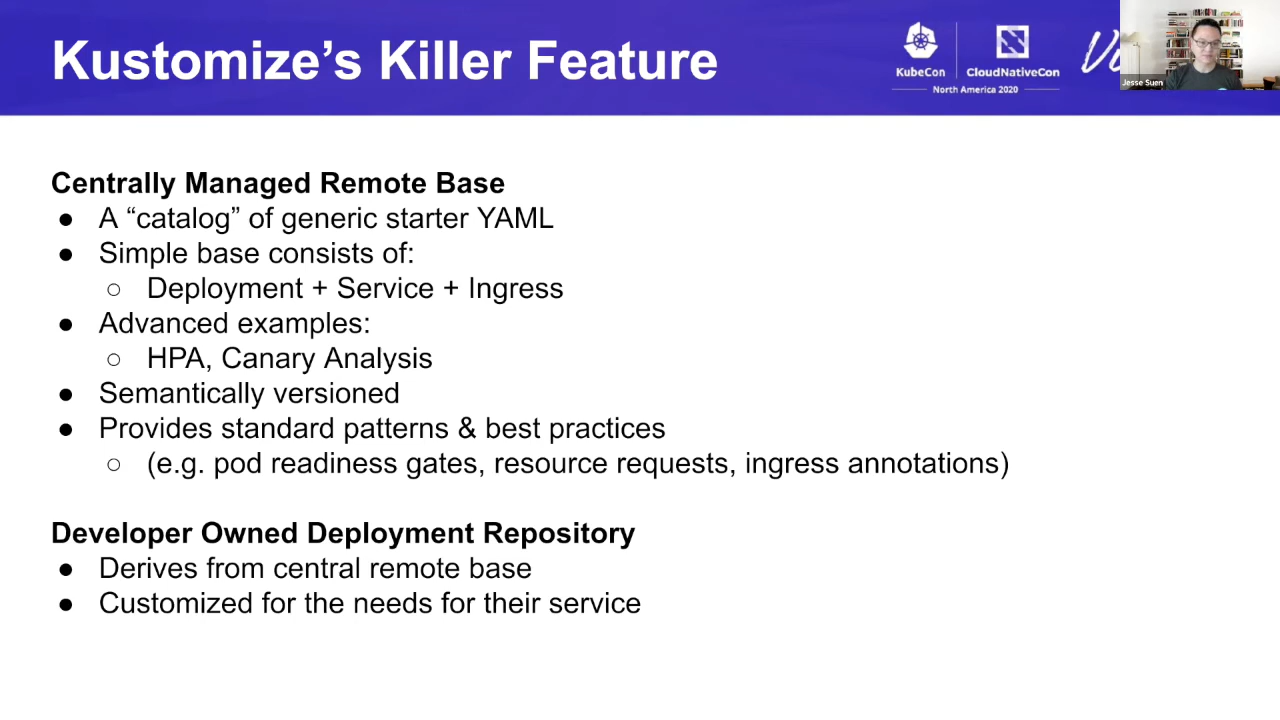 Kustomize’s Killer Feature
KubeCon
CloudNativeCon
North America 2020
Jesse Suen
Centrally Managed Remote Base
● A “catalog” of generic starter YAML
● Simple base consists of:
○ Deployment + Service + Ingress
● Advanced examples:
○ HPA, Canary Analysis
● Semantically versioned
● Provides standard patterns & best practices
○ (e.g. pod readiness gates, resource requests, ingress annotations)
Developer Owned Deployment Repository
● Derives from central remote base
● Customized for the needs for their service